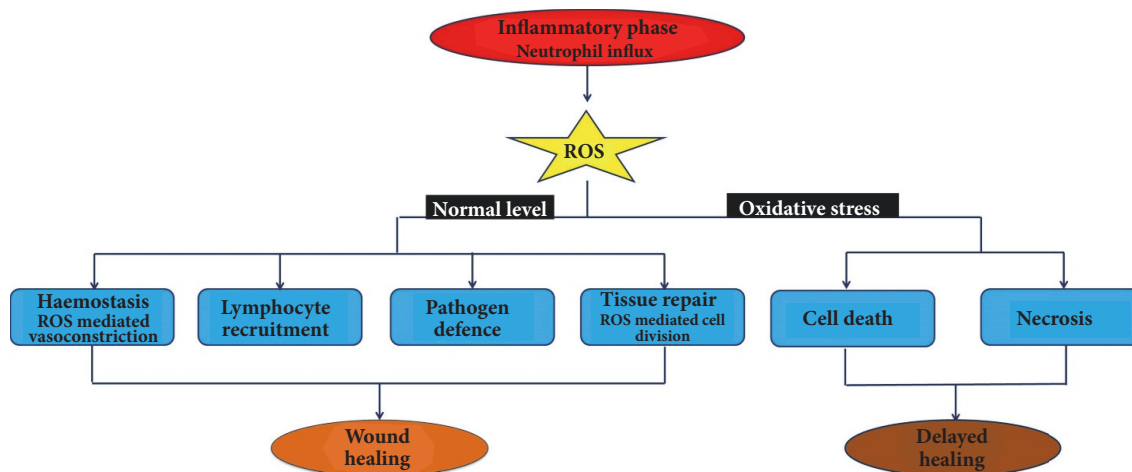 Inflammatory phase
Neutrophil influx
ROS
Normal level
Oxidative stress
Haemostasis
ROS mediated
vasoconstriction
Lymphocyte
recruitment
Pathogen
defence
Tissue repair
ROS mediated cell
division
Cell death
Necrosis
Wound
healing
Delayed
healing